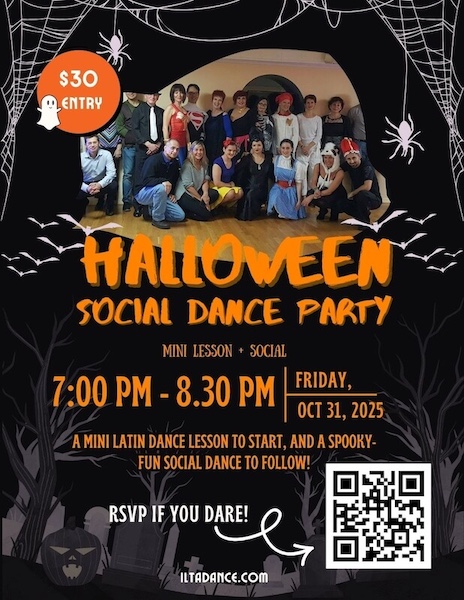 $30
ENTRY
HALLOWEEN
SOCIAL DANCE PARTY
MINI LESSON + SOCIAL
7:00 PM - 8.30 PM
FRIDAY,
OCT 31, 2025
A MINI LATIN DANCE LESSON TO START, AND A SPOOKY-
FUN SOCIAL DANCE TO FOLLOW!
RSVP IF YOU DARE!
ILTADANCE.COM